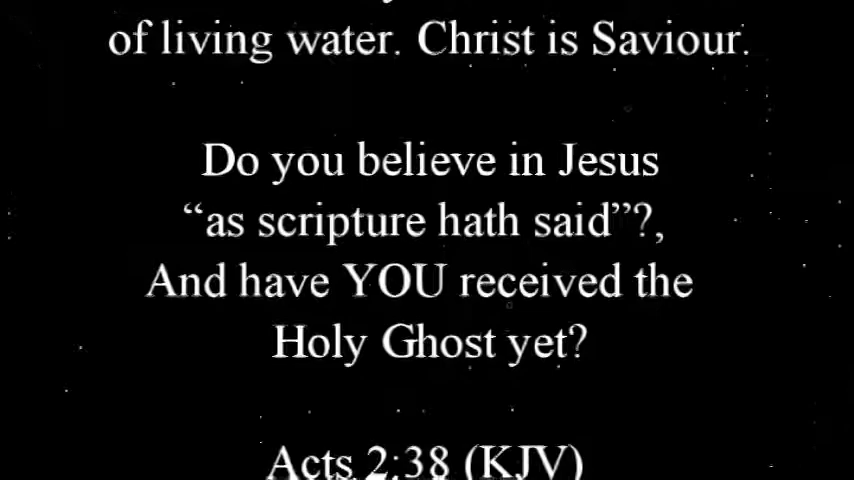 of living water. Christ is Saviour.
Do you believe in Jesus
“as scripture hath said”?,
And have YOU received the
Holy Ghost yet?
Acts 2:38 (KJV)